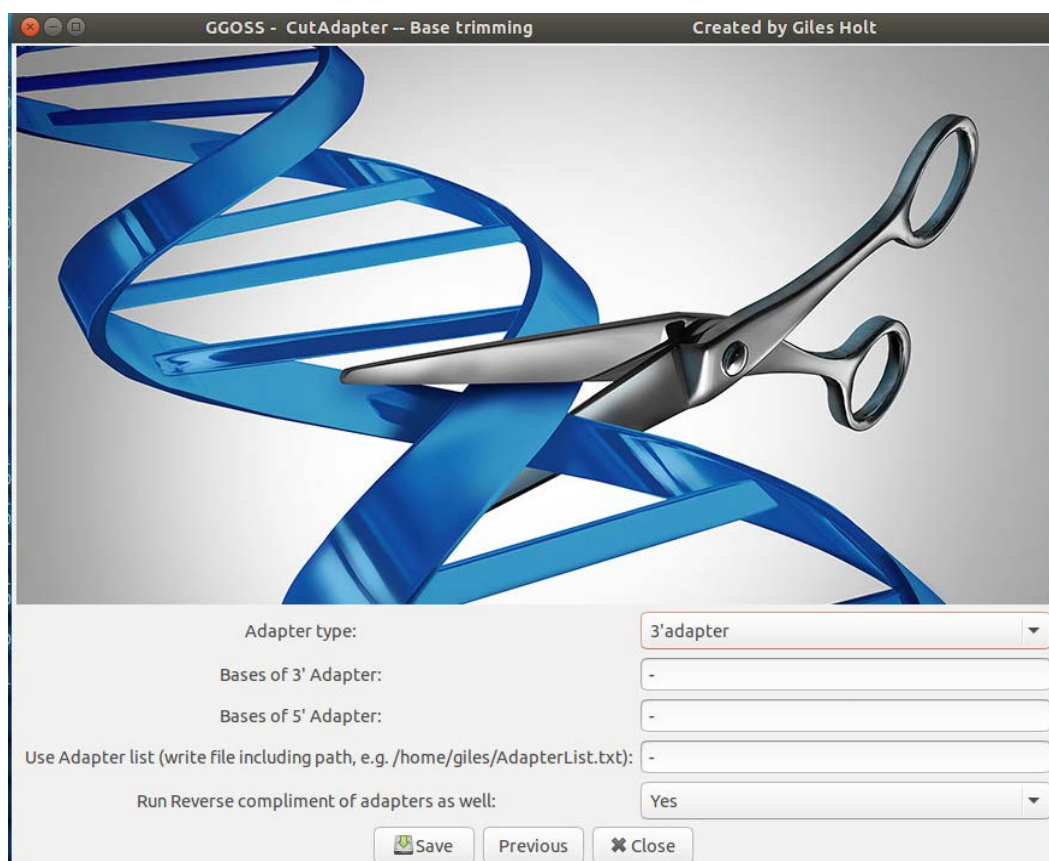 GGOSS - CutAdapter -- Base trimming Created by Giles Holt
Adapter type: 3'adapter
Bases of 3' Adapter: -
Bases of 5' Adapter: -
Use Adapter list (write file including path, e.g. /home/giles/AdapterList.txt): -
Run Reverse compliment of adapters as well: Yes
Save Previous Close